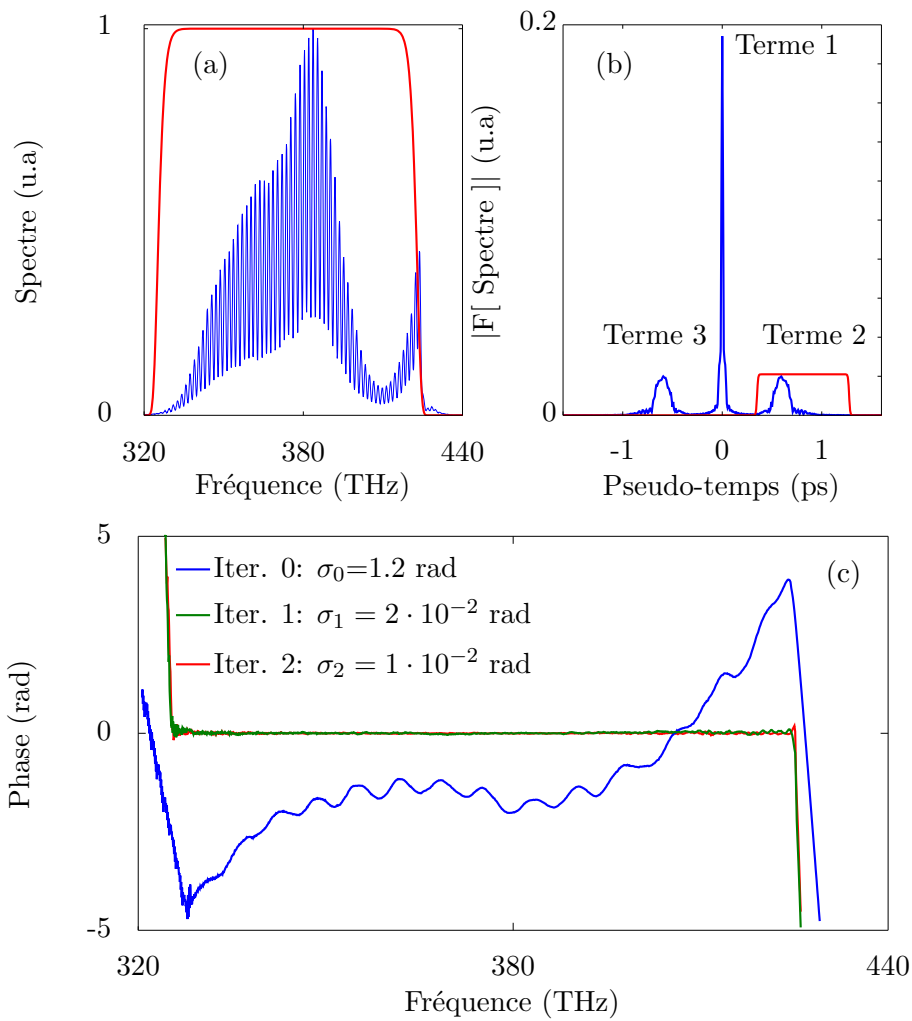 1
0
Spectre (u.a)
(a)
320
380
440
Fréquence (THz)
0.2
0
|F[ Spectre ]| (u.a)
(b)
Terme 1
Terme 3
Terme 2
-1
0
1
Pseudo-temps (ps)
5
0
-5
Phase (rad)
(c)
Iter. 0: σ₀=1.2 rad
Iter. 1: σ₁ = 2 · 10⁻² rad
Iter. 2: σ₂ = 1 · 10⁻² rad
320
380
440
Fréquence (THz)